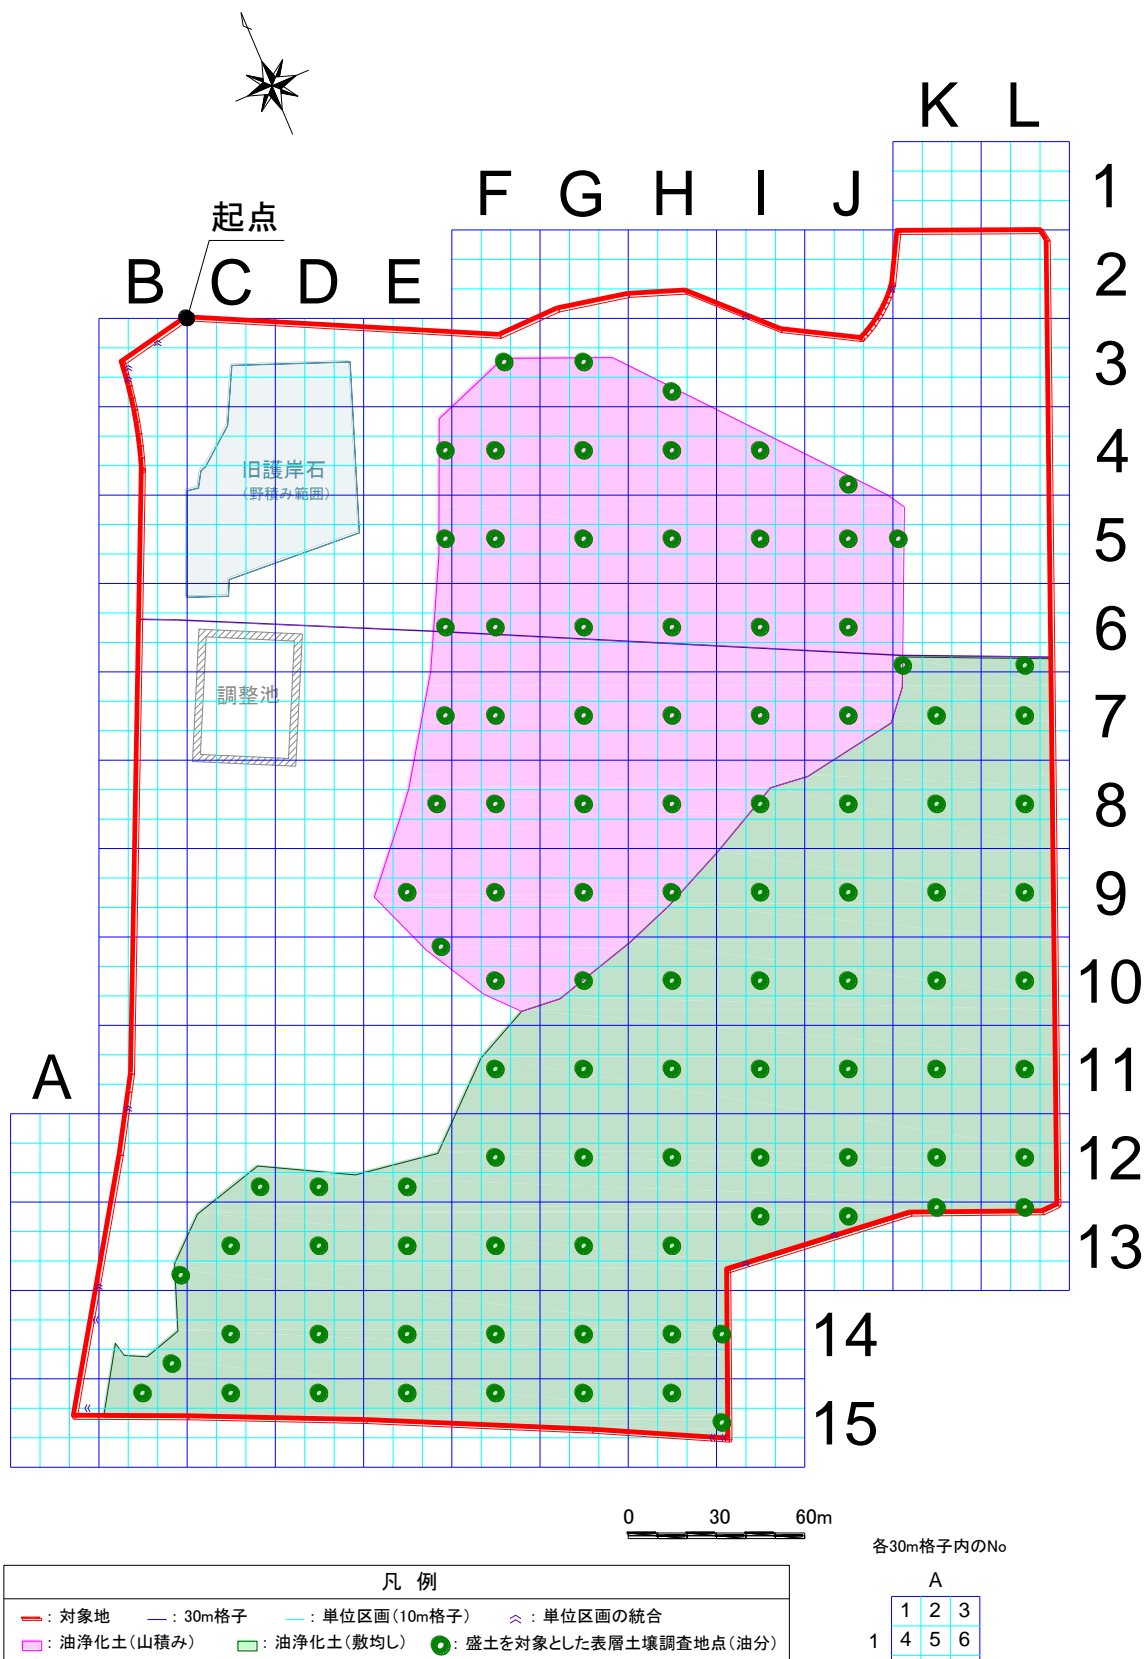 K L
1
F G H I J
起点
2
B C D E
3
4
旧護岸石
(野積み範囲)
5
6
調整池
7
8
9
10
A
11
12
13
14
15
0 30 60m
各30m格子内のNo
凡 例
A
：対象地 ：30m格子 ：単位区画(10m格子) ：単位区画の統合
1 2 3
：油浄化土(山積み) ：油浄化土(敷均し) ：盛土を対象とした表層土壌調査地点(油分)
1 4 5 6